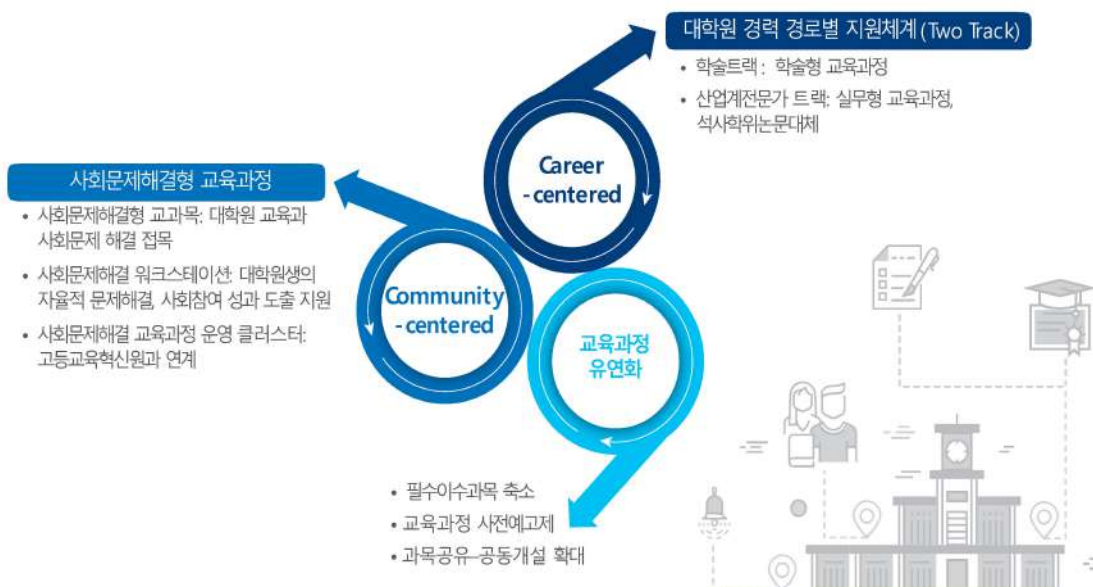 대학원 경력 경로별 지원체계(Two Track)
• 학술트랙 : 학술형 교육과정
• 산업계전문가 트랙: 실무형 교육과정,
석사학위논문대체
Career
-centered
사회문제해결형 교육과정
• 사회문제해결형 교과목: 대학원 교육과
사회문제 해결 접목
• 사회문제해결 워크스테이션: 대학원생의
자율적 문제해결, 사회참여 성과 도출 지원
• 사회문제해결 교육과정 운영 클러스터:
고등교육혁신원과 연계
Community
-centered
교육과정
유연화
• 필수이수과목 축소
• 교육과정 사전예고제
• 과목공유–공동개설 확대